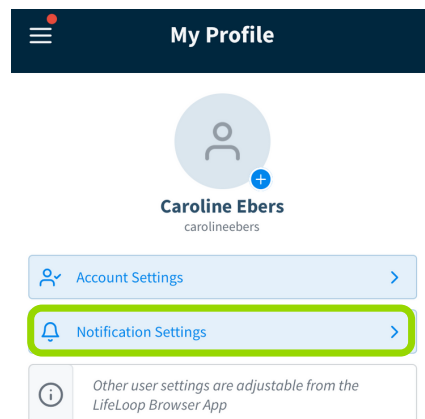 My Profile
Caroline Ebers
carolineebers
Account Settings
Notification Settings
Other user settings are adjustable from the
LifeLoop Browser App